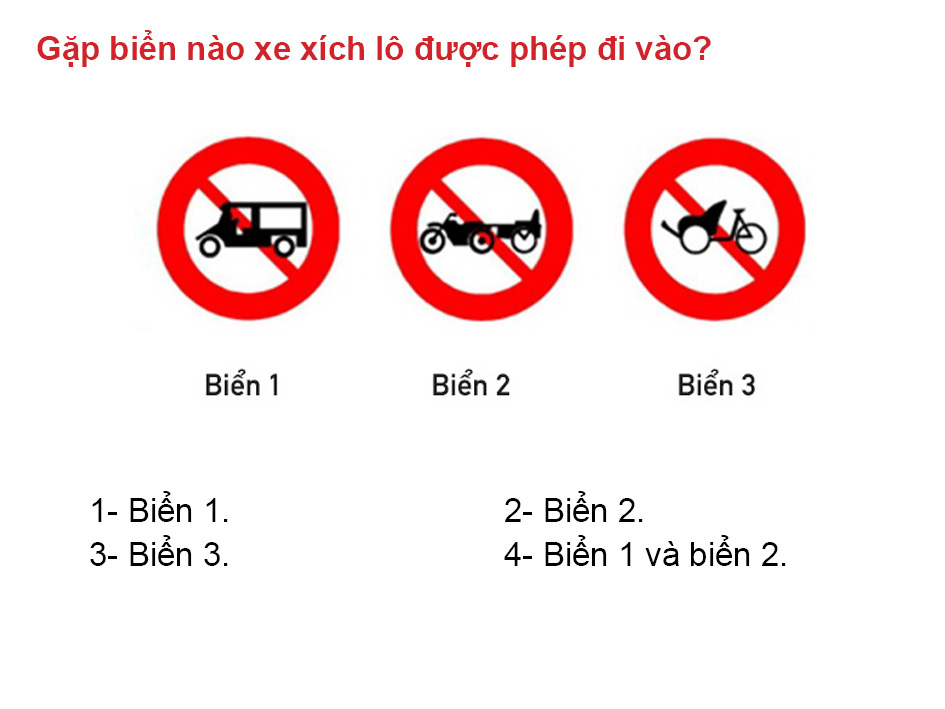 Gặp biển nào xe xích lô được phép đi vào?
Biển 1
Biển 2
Biển 3
1- Biển 1.
2- Biển 2.
3- Biển 3.
4- Biển 1 và biển 2.